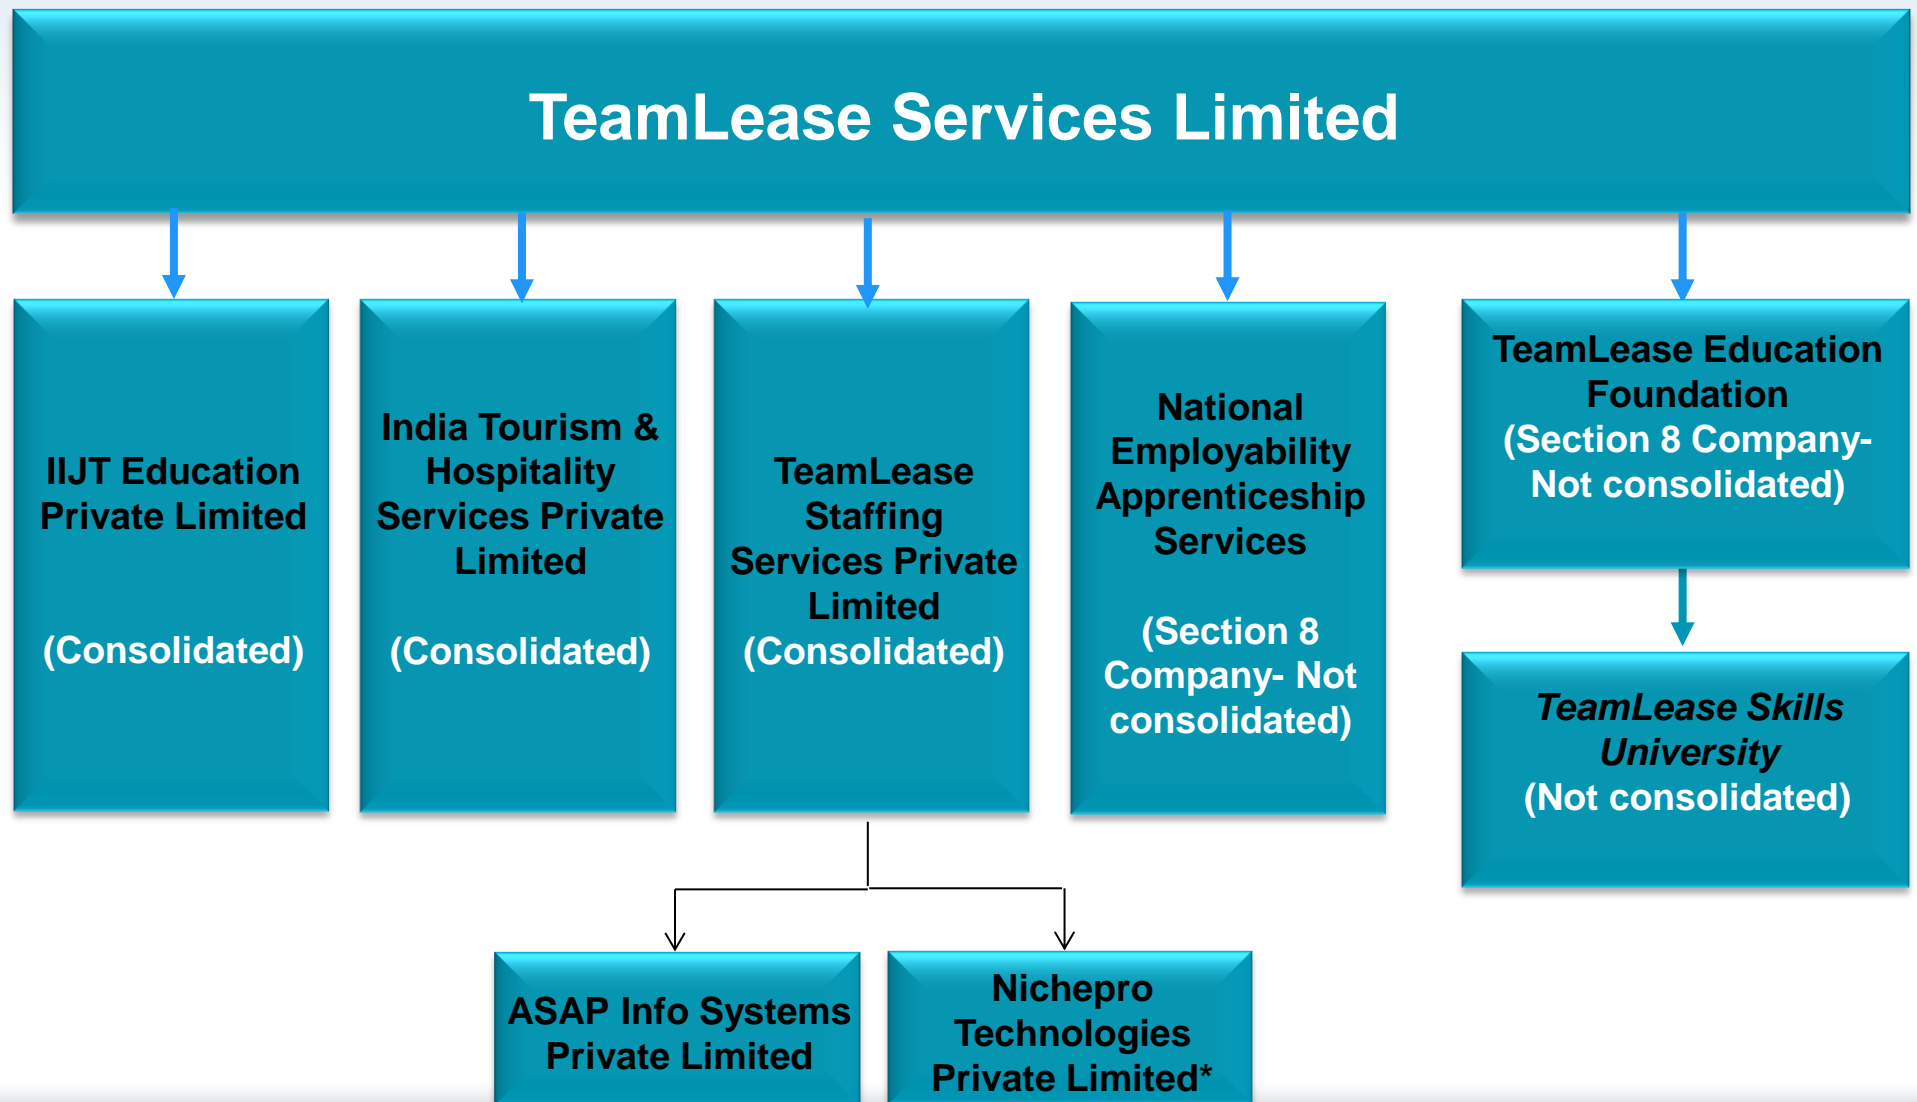 TeamLease Services Limited
IIJT Education
Private Limited
(Consolidated)
India Tourism &
Hospitality
Services Private
Limited
(Consolidated)
TeamLease
Staffing
Services Private
Limited
(Consolidated)
National
Employability
Apprenticeship
Services
(Section 8
Company- Not
consolidated)
TeamLease Education
Foundation
(Section 8 Company-
Not consolidated)
TeamLease Skills
University
(Not consolidated)
ASAP Info Systems
Private Limited
Nichepro
Technologies
Private Limited*